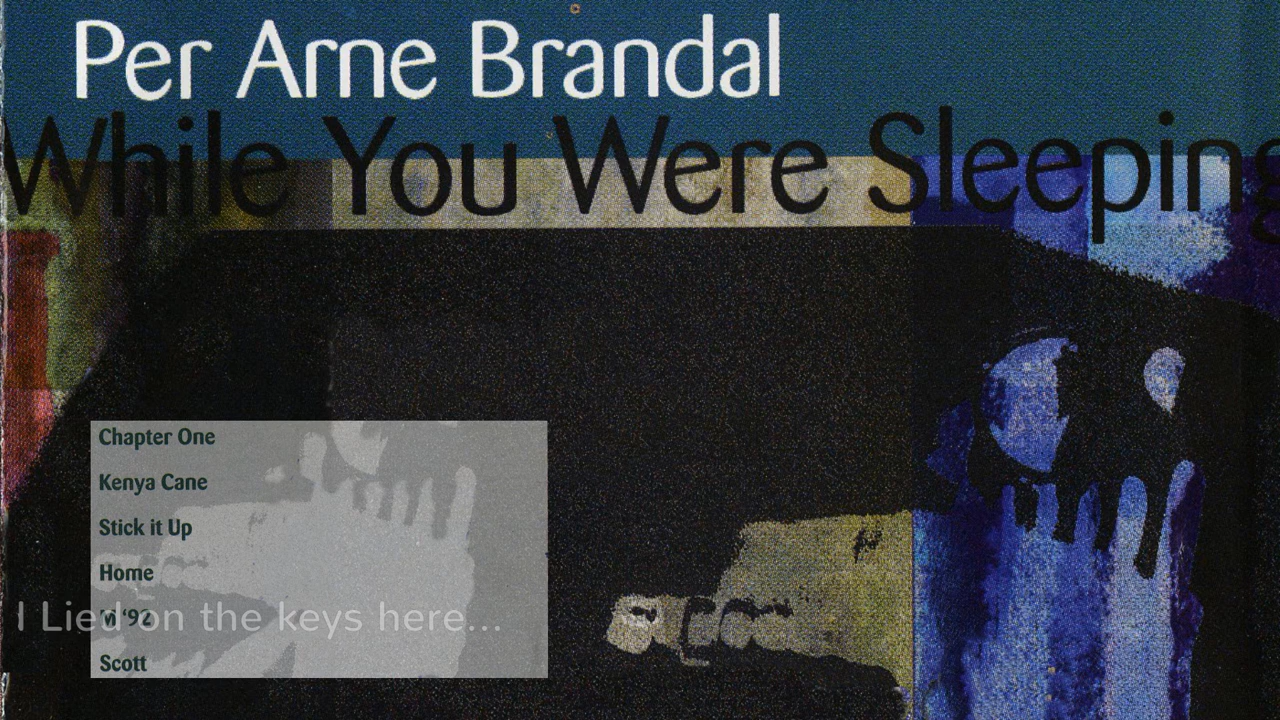 Per Arne Brandal
While You Were Sleeping
Chapter One
Kenya Cane
Stick it Up
Home
M '92
I Lied on the keys here...
Scott